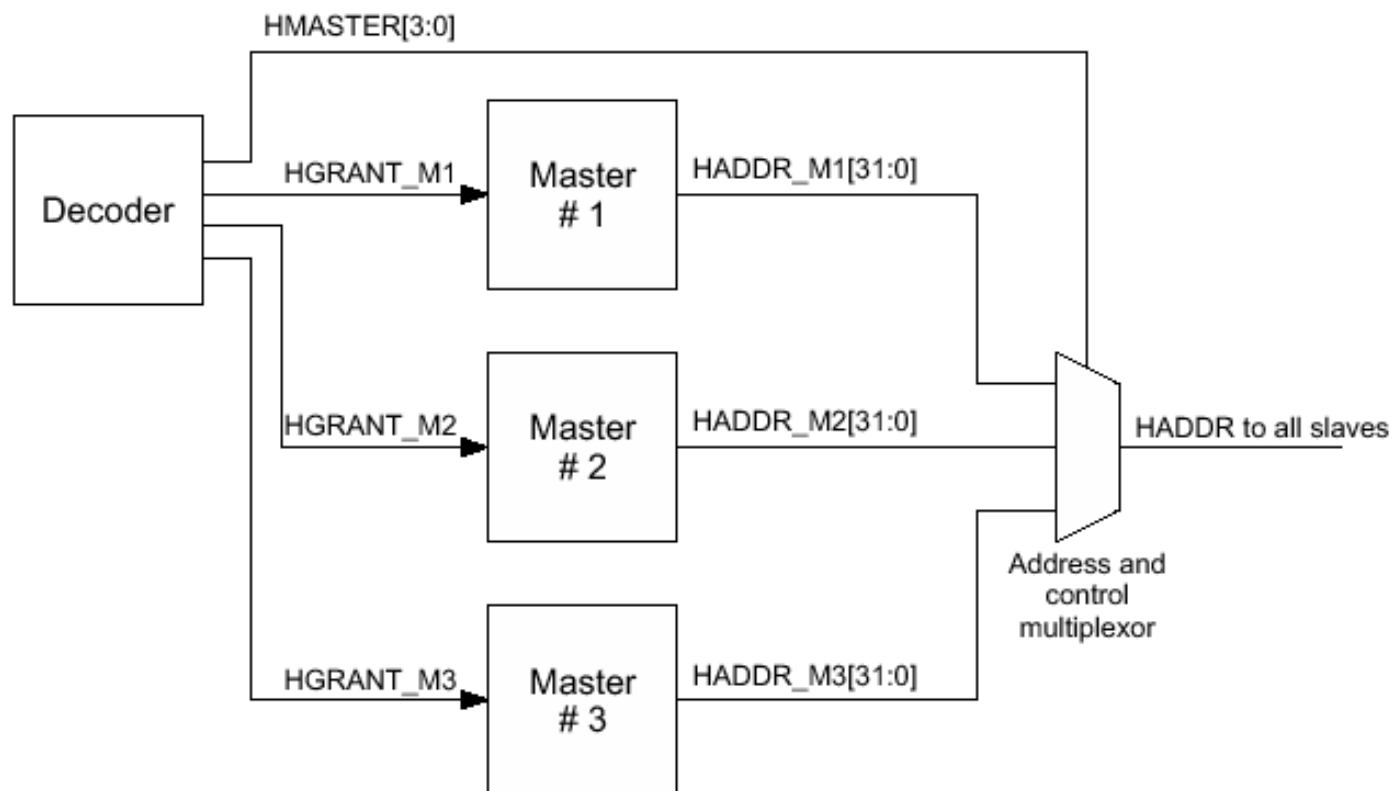 HMASTER[3:0]
Decoder
HGRANT_M1
Master
# 1
HADDR_M1[31:0]
HGRANT_M2
Master
# 2
HADDR_M2[31:0]
HADDR to all slaves
Address and
control
multiplexor
HGRANT_M3
Master
# 3
HADDR_M3[31:0]